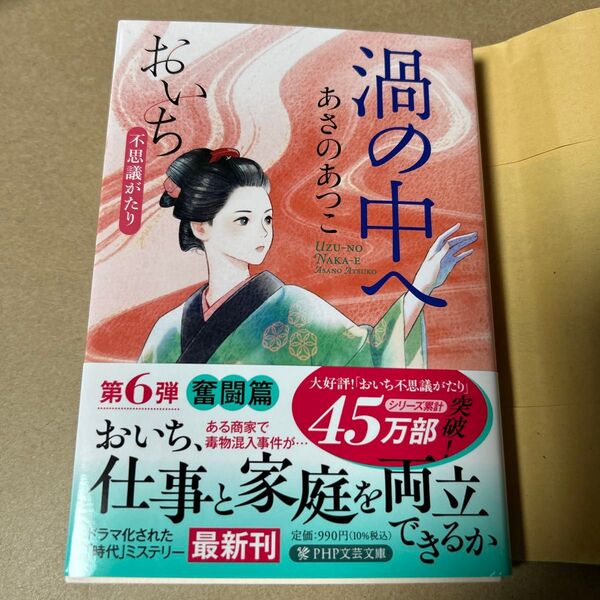 渦の中へ
あさのあつこ
UZU-NO
NAKA-E
ASANO ATSUKO
おいち
不思議がたり
第6弾
奮闘篇
大好評!「おいち不思議がたり」
シリーズ累計
45万部
突破!
ある商家で
毒物混入事件が…
おいち、
仕事と家庭を両立
できるか
ドラマ化された
「時代」ミステリー
最新刊
定価:990円(10%税込)
PHP文芸文庫